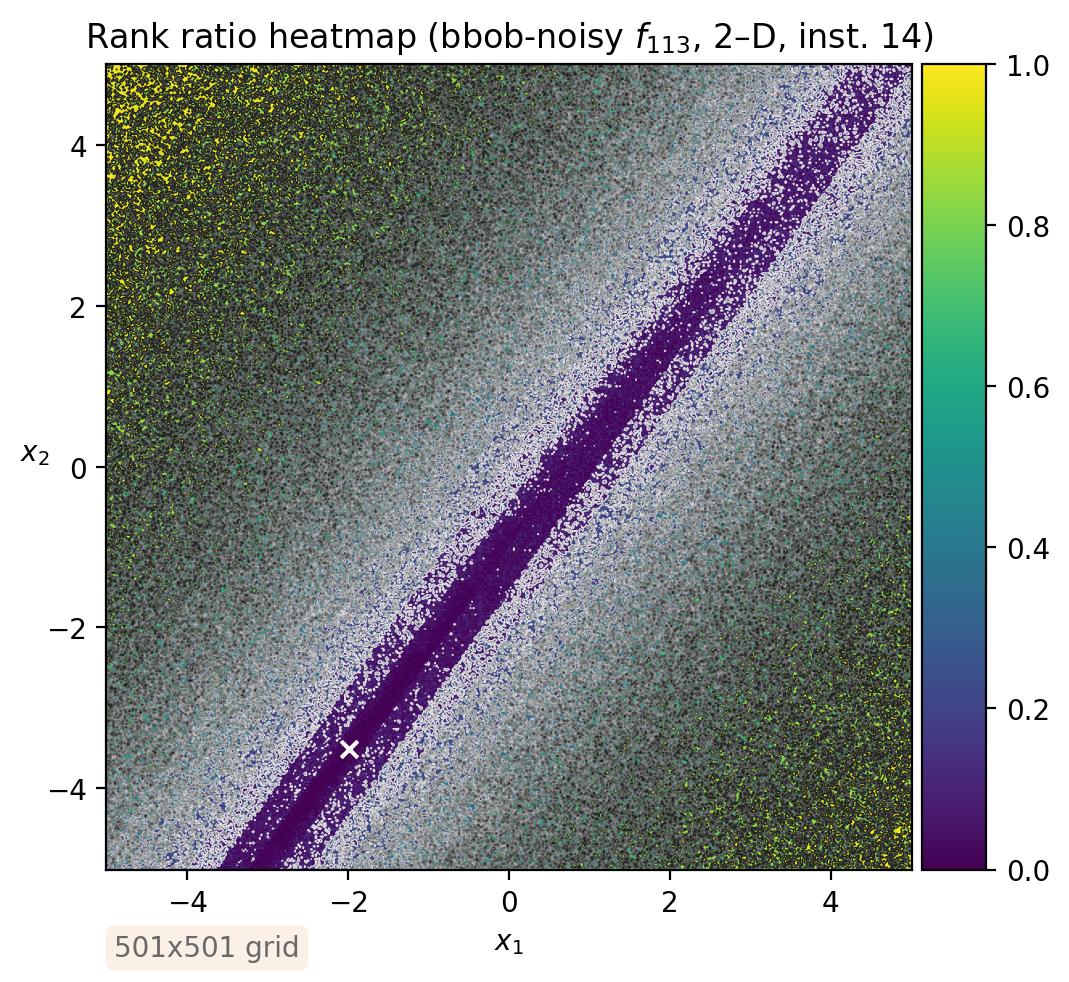 Rank ratio heatmap (bbob-noisy f₁₁₃, 2–D, inst. 14)
1.0
0.8
0.6
0.4
0.2
0.0
4
2
0
−2
−4
x₂
−4 −2 0 2 4
x₁
501x501 grid